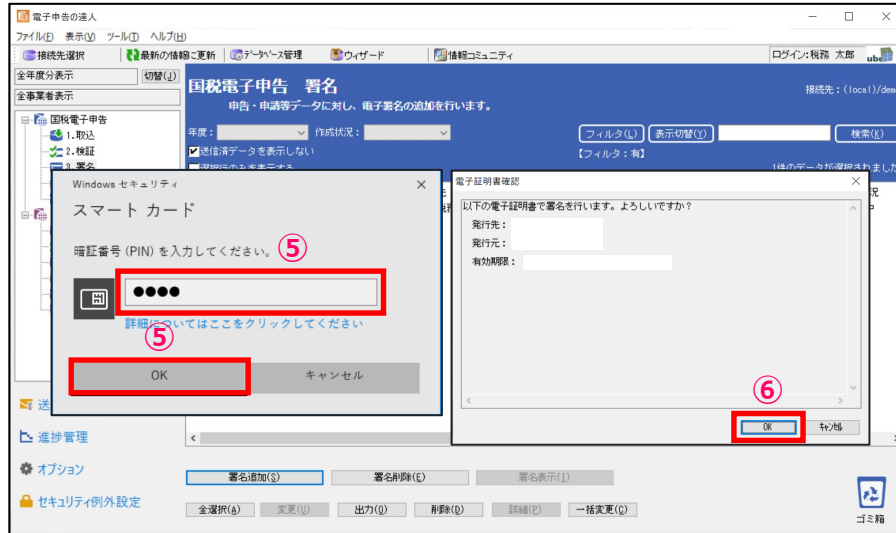 電子申告の達人
ファイル(F) 表示(V) ツール(T) ヘルプ(H)
接続先選択 最新の情報に更新 データベース管理 ウィザード 情報コミュニティ ログイン:税務 太郎 ube
全年度分表示 切替(J)
全事業者表示
国税電子申告 署名
接続先：(local)/dem
申告・申請等データに対し、電子署名の追加を行います。
国税電子申告
1.取込
2.検証
3.署名
年度： 作成状況： フィルタ(L) 表示切替(Y) 検索(K)
送信済データを表示しない 【フィルタ：有】
選択行のみを表示する 1件のデータが選択されました
Windows セキュリティ
スマート カード
暗証番号 (PIN) を入力してください。 ⑤
●●●●
詳細についてはここをクリックしてください
⑤
OK キャンセル
電子証明書確認
以下の電子証明書で署名を行います。よろしいですか？
発行先：
発行元：
有効期限：
⑥
OK キャンセル
況
送
進捗管理
オプション
セキュリティ例外設定
署名追加(S) 署名削除(E) 署名表示(I)
全選択(A) 変更(U) 出力(O) 削除(D) 詳細(P) 一括変更(C)
ゴミ箱